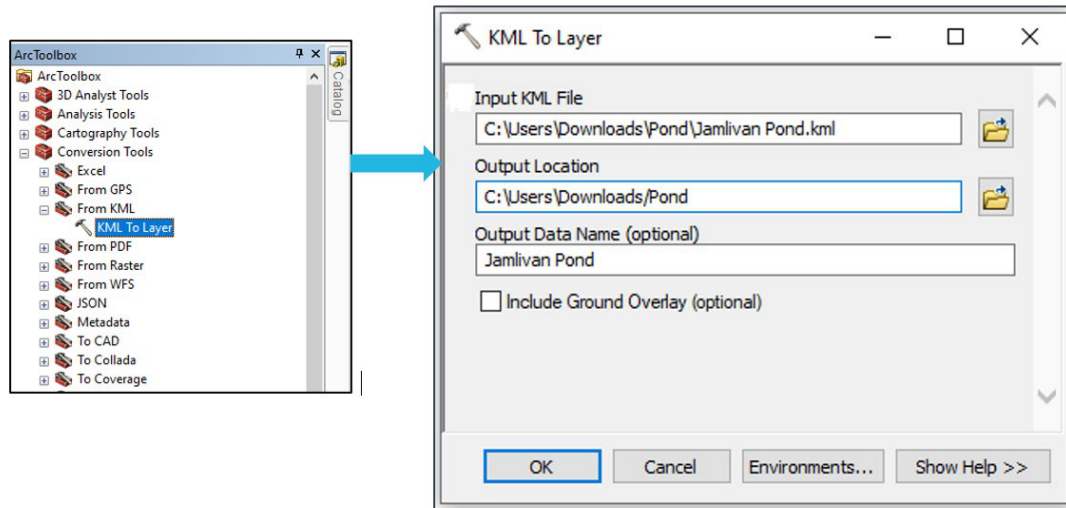 ArcToolbox
ArcToolbox
3D Analyst Tools
Analysis Tools
Cartography Tools
Conversion Tools
Excel
From GPS
From KML
KML To Layer
From PDF
From Raster
From WFS
JSON
Metadata
To CAD
To Collada
To Coverage
Catalog
KML To Layer
Input KML File
C:\Users\Downloads\Pond\Jamlivan Pond.kml
Output Location
C:\Users\Downloads/Pond
Output Data Name (optional)
Jamlivan Pond
Include Ground Overlay (optional)
OK Cancel Environments... Show Help >>